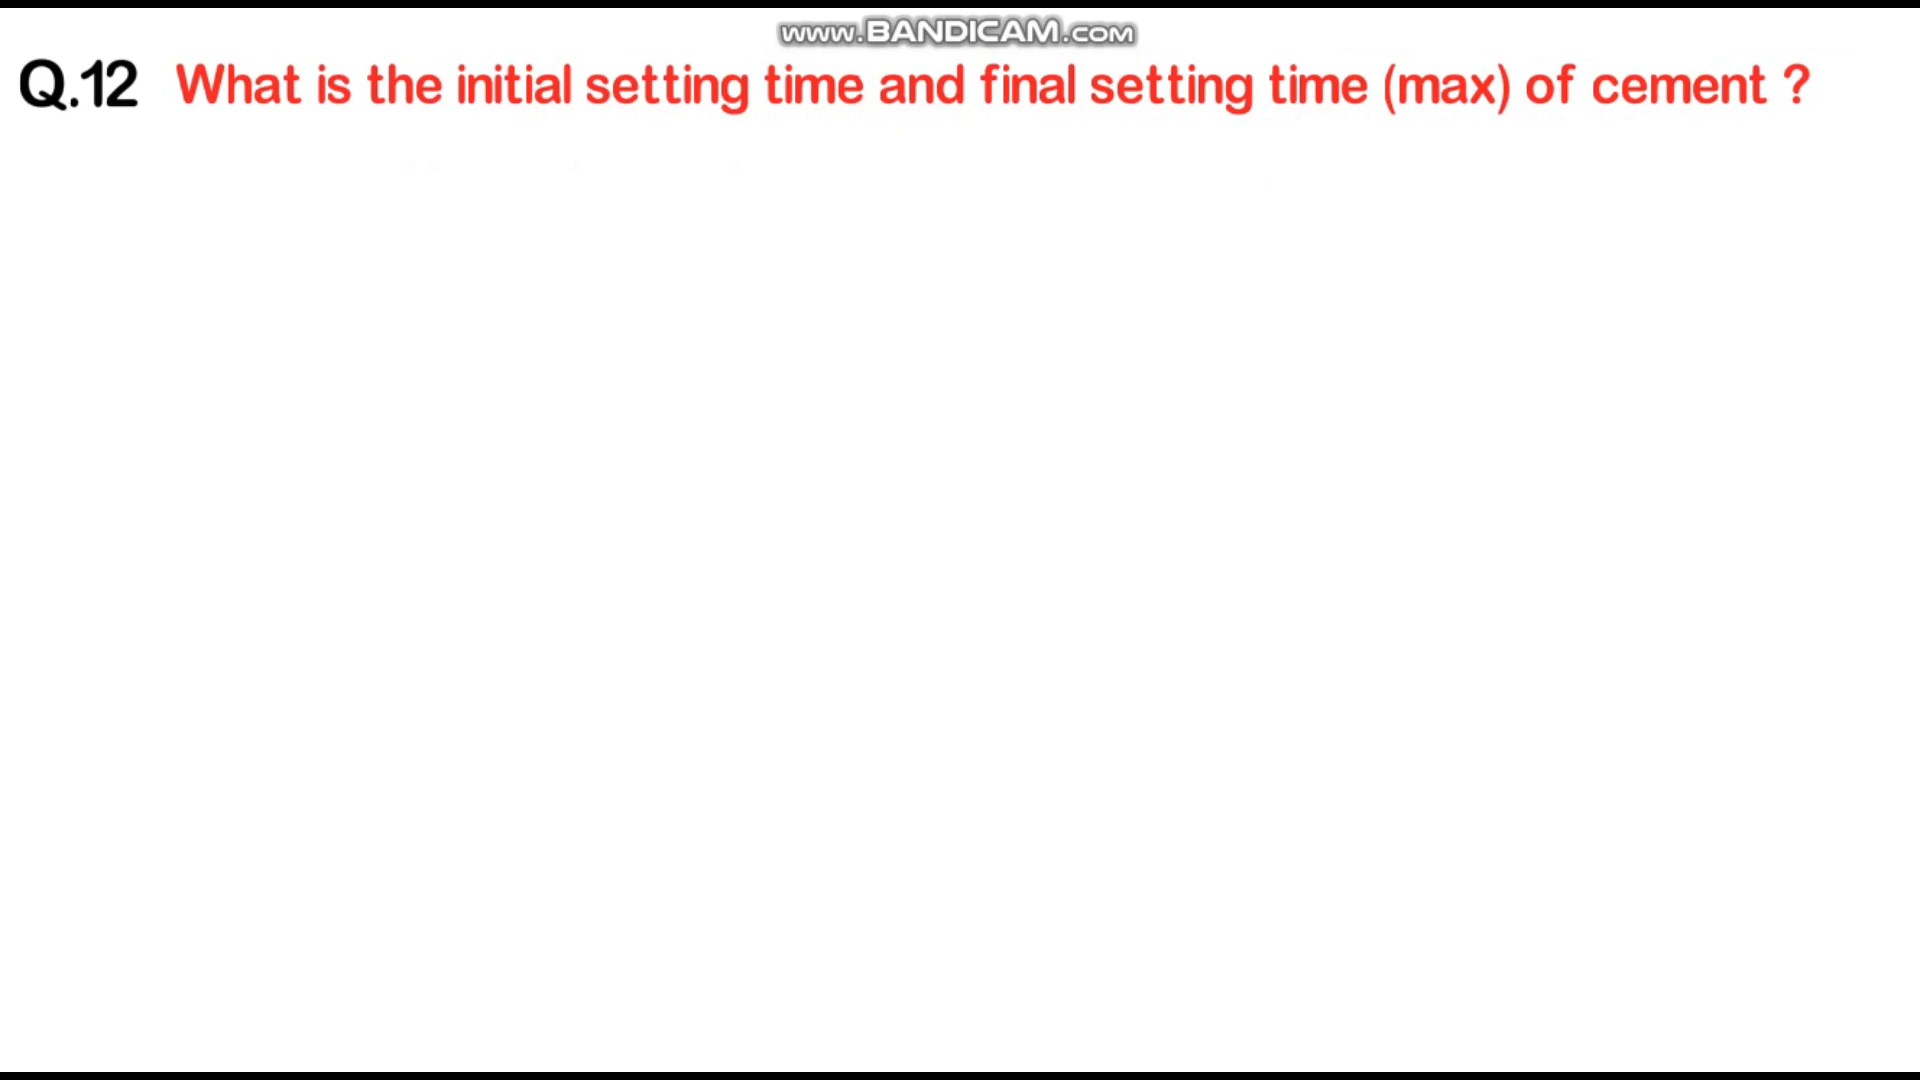 www.BANDICAM.com
Q.12 What is the initial setting time and final setting time (max) of cement ?